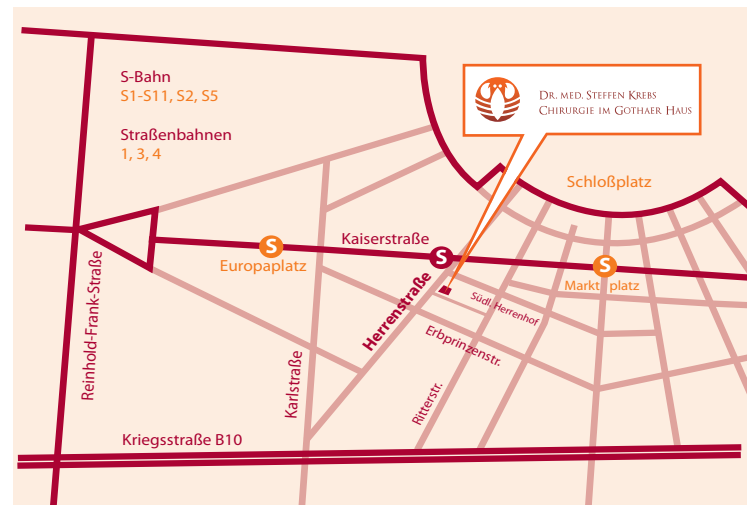 S-Bahn
S1-S11, S2, S5
Straßenbahnen
1, 3, 4
DR. MED. STEFFEN KREBS
CHIRURGIE IM GOTHAER HAUS
Schloßplatz
Kaiserstraße
S
S
S
Europaplatz
Marktplatz
Reinhold-Frank-Straße
Herrenstraße
Südl. Herrenhof
Erbprinzenstr.
Karlstraße
Ritterstr.
Kriegsstraße B10